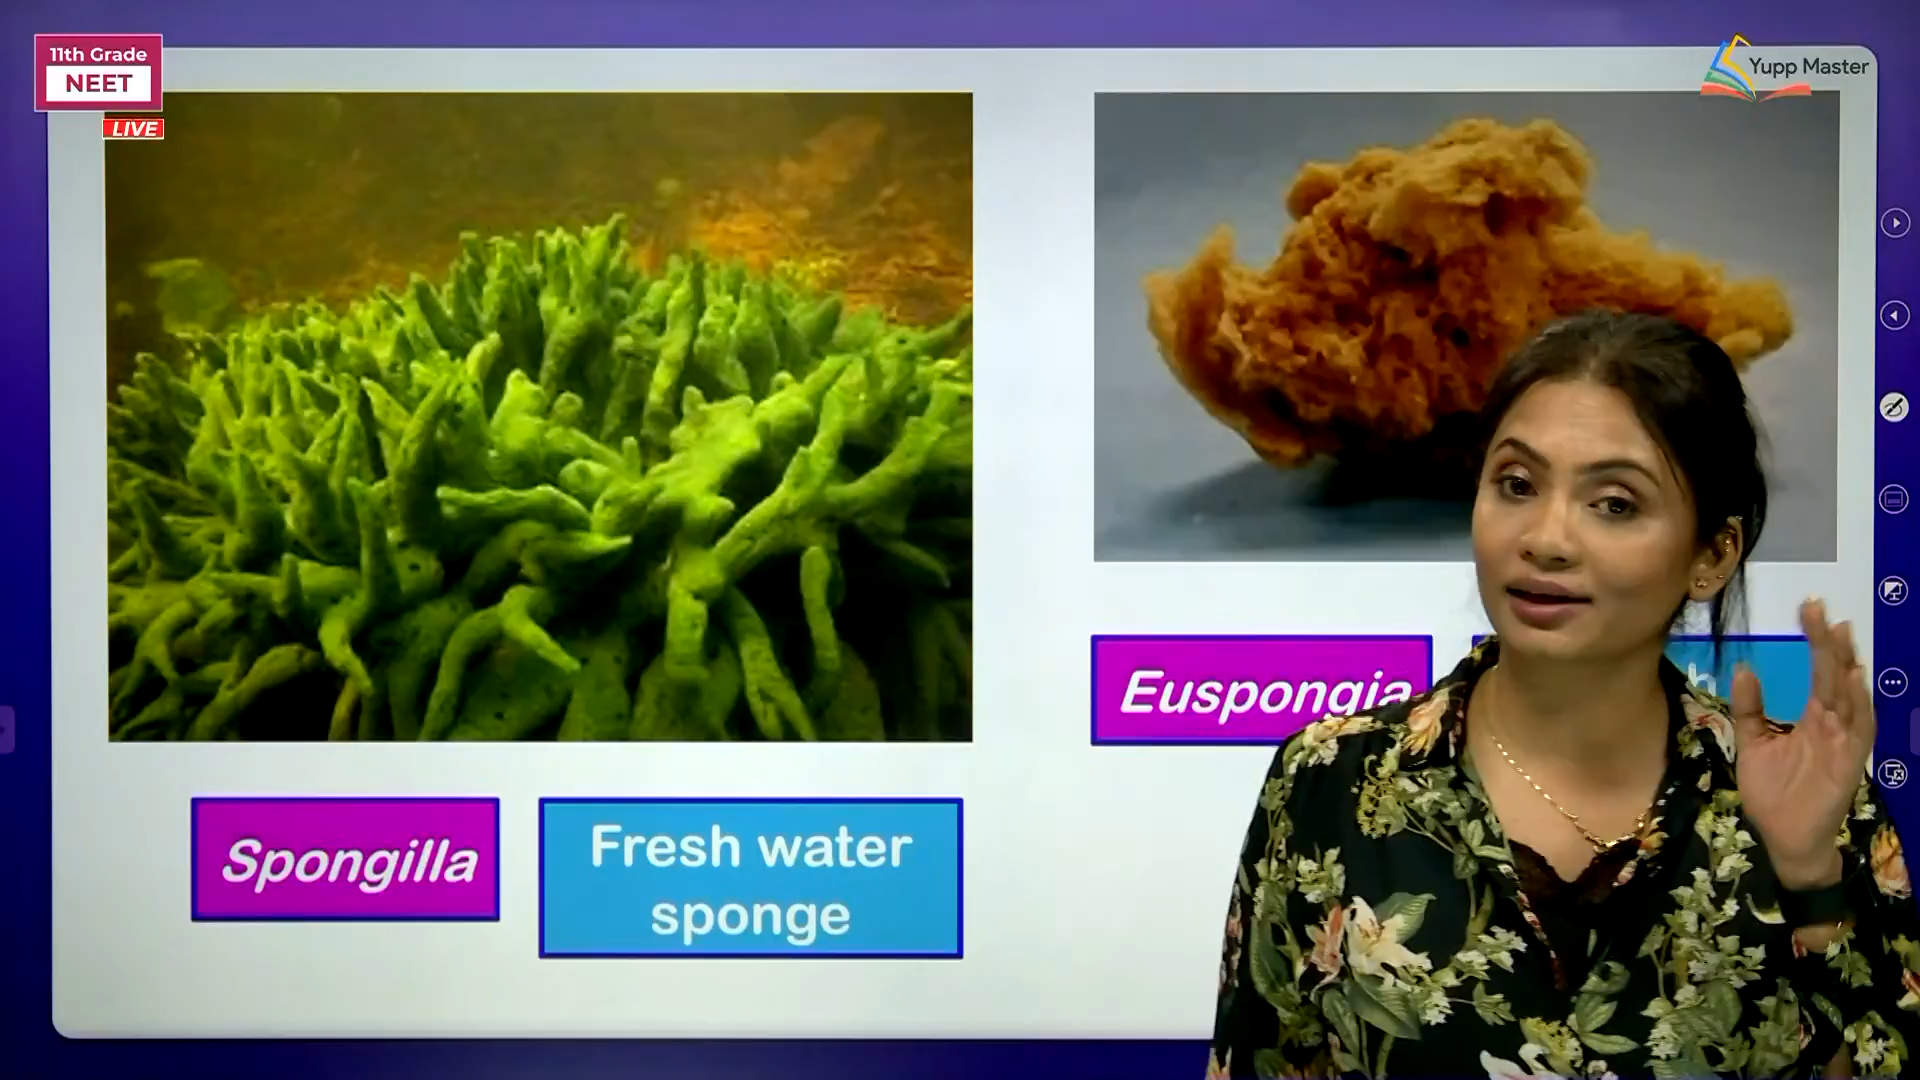 11th Grade
NEET
LIVE
Yupp Master
Euspongia
Spongilla
Fresh water
sponge